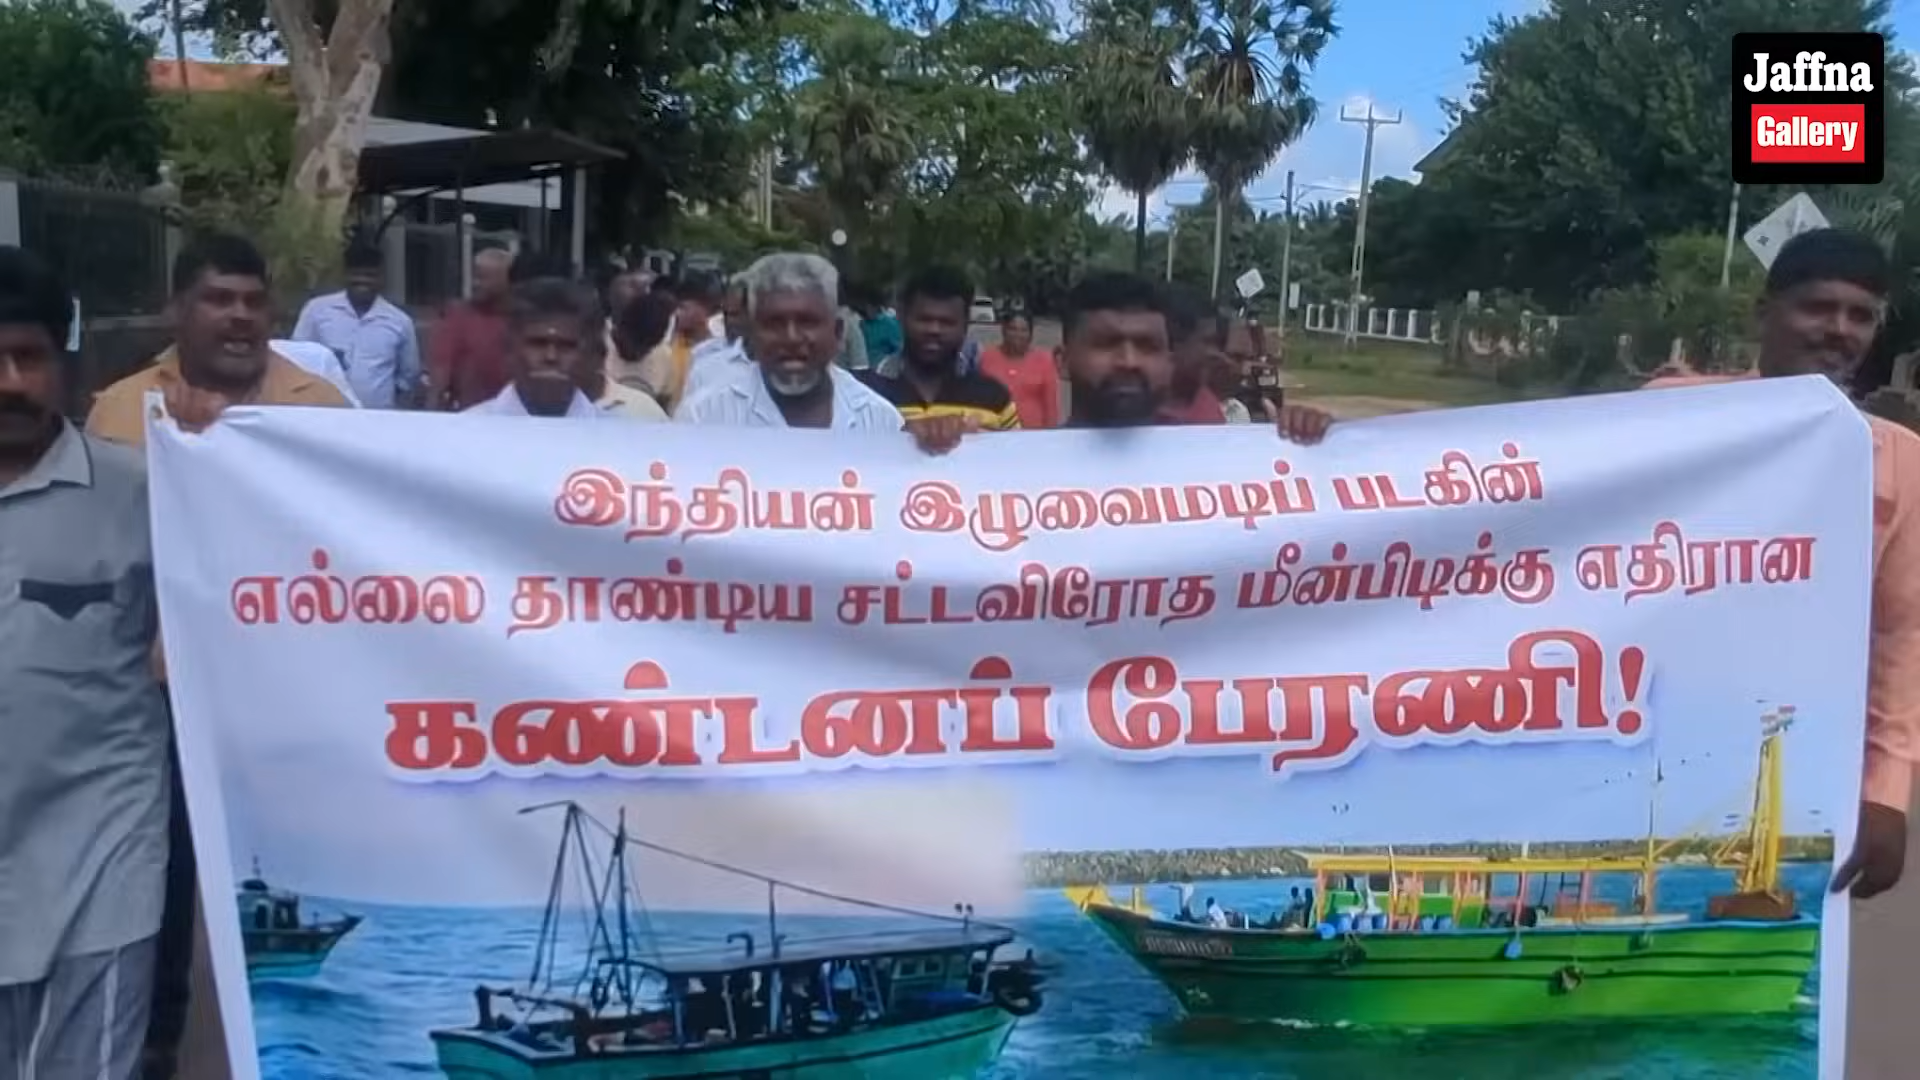 Jaffna
Gallery
இந்தியன் இழுவைமடிப் படகின்
எல்லை தாண்டிய சட்டவிரோத மீன்பிடிக்கு எதிரான
கண்டனப் பேரணி!